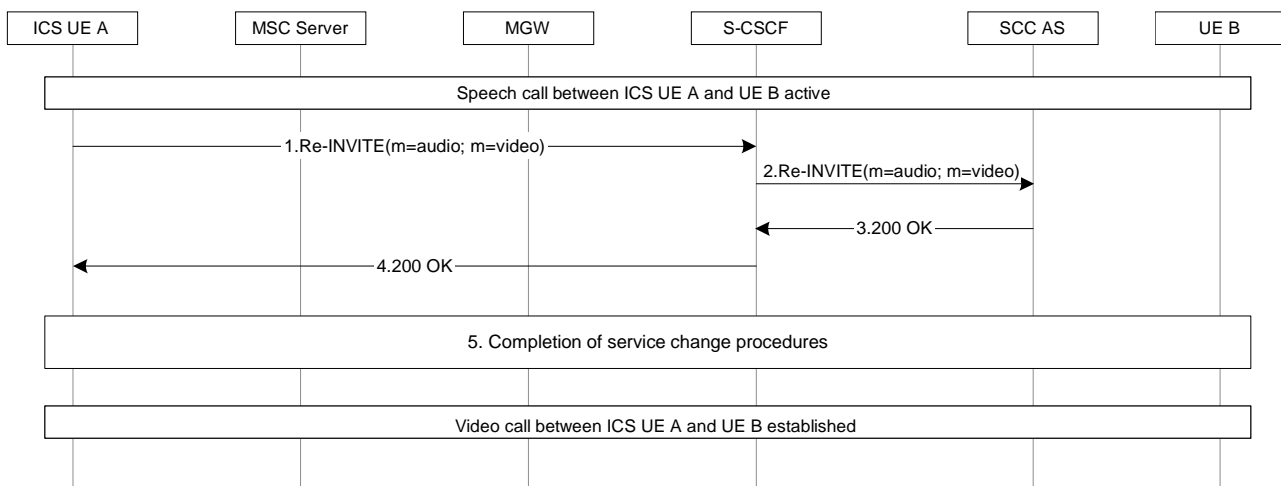 ICS UE A
MSC Server
MGW
S-CSCF
SCC AS
UE B
Speech call between ICS UE A and UE B active
1.Re-INVITE(m=audio; m=video)
2.Re-INVITE(m=audio; m=video)
3.200 OK
4.200 OK
5. Completion of service change procedures
Video call between ICS UE A and UE B established